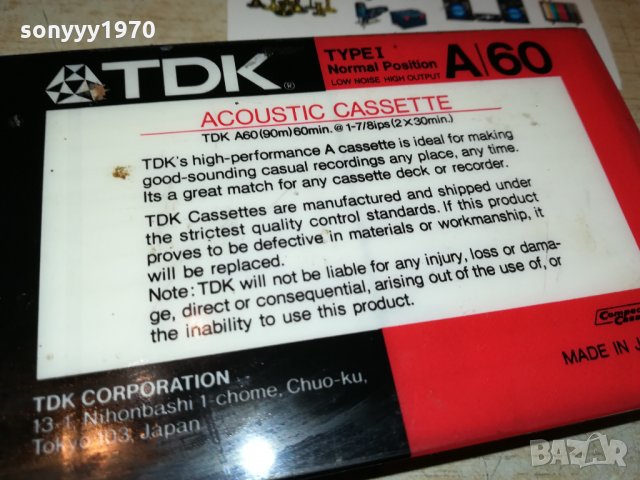 sonyyy1970
TDK®
TYPE I
Normal Position
LOW NOISE HIGH OUTPUT
A/60
ACOUSTIC CASSETTE
TDK A60(90m)60min. @ 1-7/8ips(2×30min.)
TDK's high-performance A cassette is ideal for making
good-sounding casual recordings any place, any time.
Its a great match for any cassette deck or recorder.
TDK Cassettes are manufactured and shipped under
the strictest quality control standards. If this product
proves to be defective in materials or workmanship, it
will be replaced.
Note: TDK will not be liable for any injury, loss or dama-
ge, direct or consequential, arising out of the use of, or
the inability to use this product.
MADE IN J
TDK CORPORATION
13-1, Nihonbashi 1-chome, Chuo-ku,
Tokyo 103, Japan
sonyyy1970
BAZAR